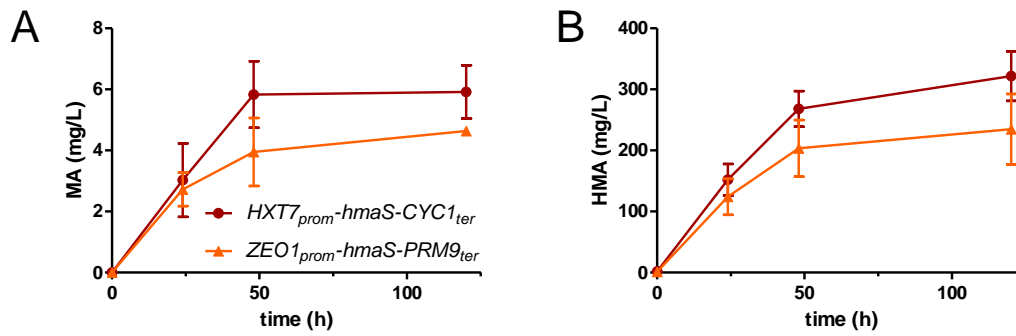 A
MA (mg/L)
8
6
4
2
0
0
50
100
time (h)
HXT7prom-hmaS-CYC1ter
ZEO1prom-hmaS-PRM9ter
B
HMA (mg/L)
400
300
200
100
0
0
50
100
time (h)